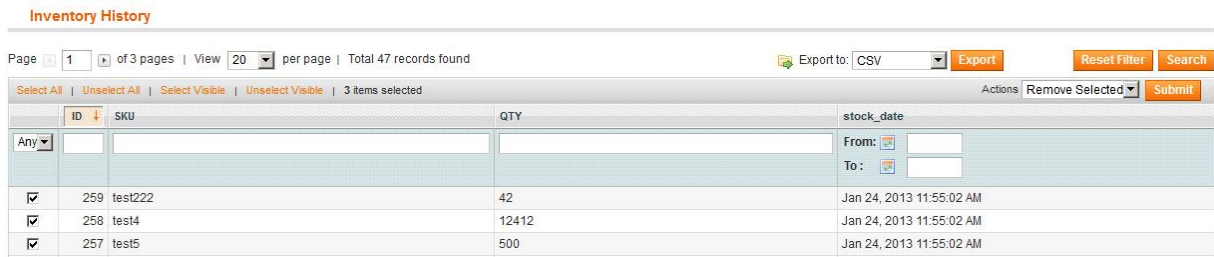 Inventory History
Page 1 of 3 pages | View 20 per page | Total 47 records found Export to: CSV Export Reset Filter Search
Select All | Unselect All | Select Visible | Unselect Visible | 3 items selected Actions Remove Selected Submit
ID SKU QTY stock_date
Any From:
To :
259 test222 42 Jan 24, 2013 11:55:02 AM
258 test4 12412 Jan 24, 2013 11:55:02 AM
257 test5 500 Jan 24, 2013 11:55:02 AM